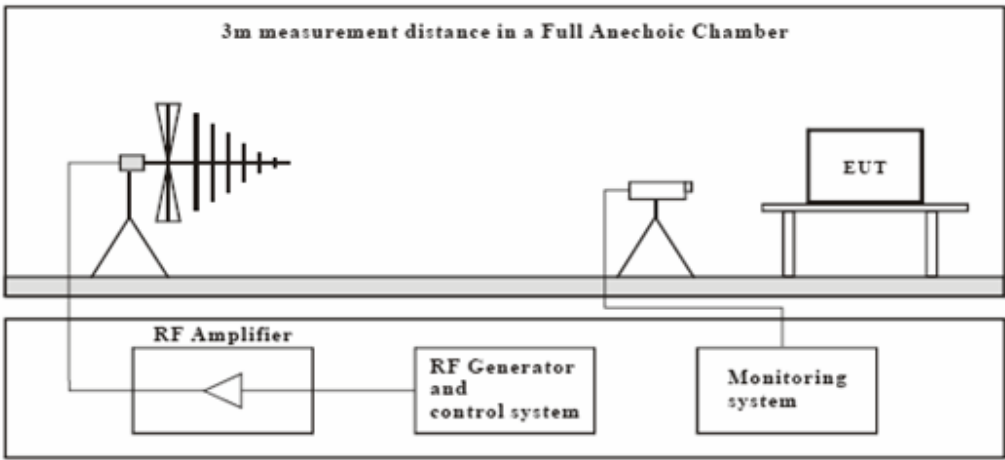 3m measurement distance in a Full Anechoic Chamber
EUT
RF Amplifier
RF Generator
and
control system
Monitoring
system